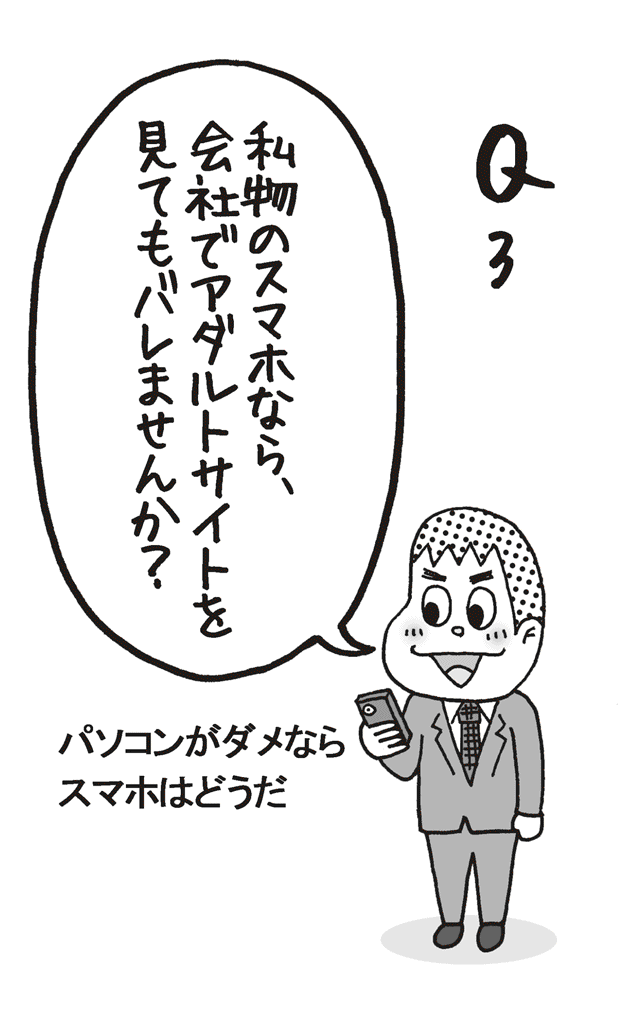 Q
3
私物のスマホなら、
会社でアダルトサイトを
見てもバレませんか？
パソコンがダメなら
スマホはどうだ